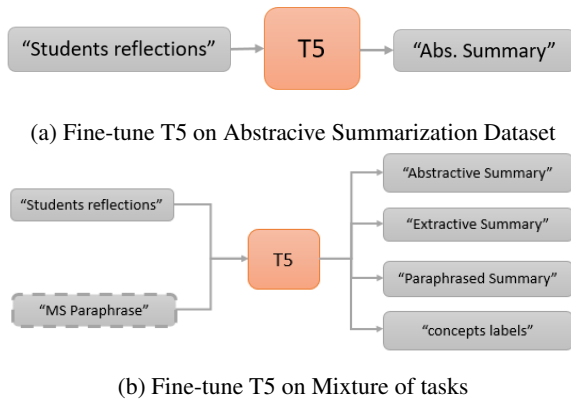 “Students reflections”
T5
“Abs. Summary”
(a) Fine-tune T5 on Abstracive Summarization Dataset
“Students reflections”
“MS Paraphrase”
T5
“Abstractive Summary”
“Extractive Summary”
“Paraphrased Summary”
“concepts labels”
(b) Fine-tune T5 on Mixture of tasks